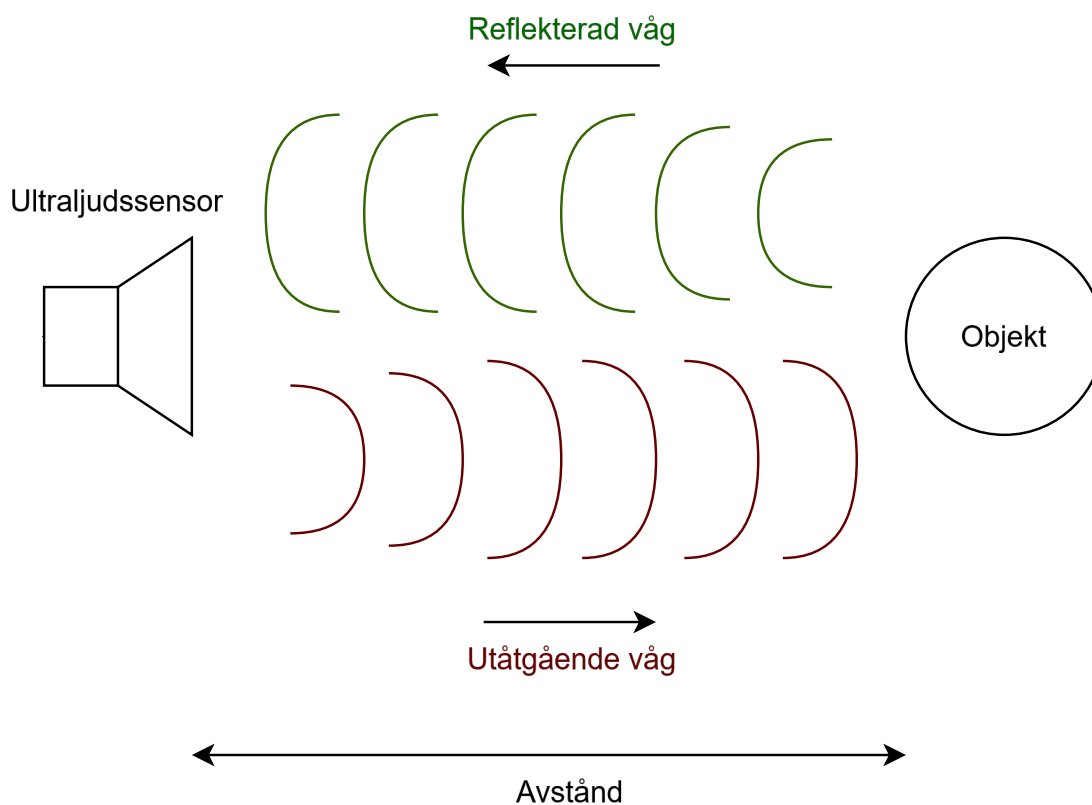 Reflekterad våg
Ultraljudssensor
Objekt
Utåtgående våg
Avstånd